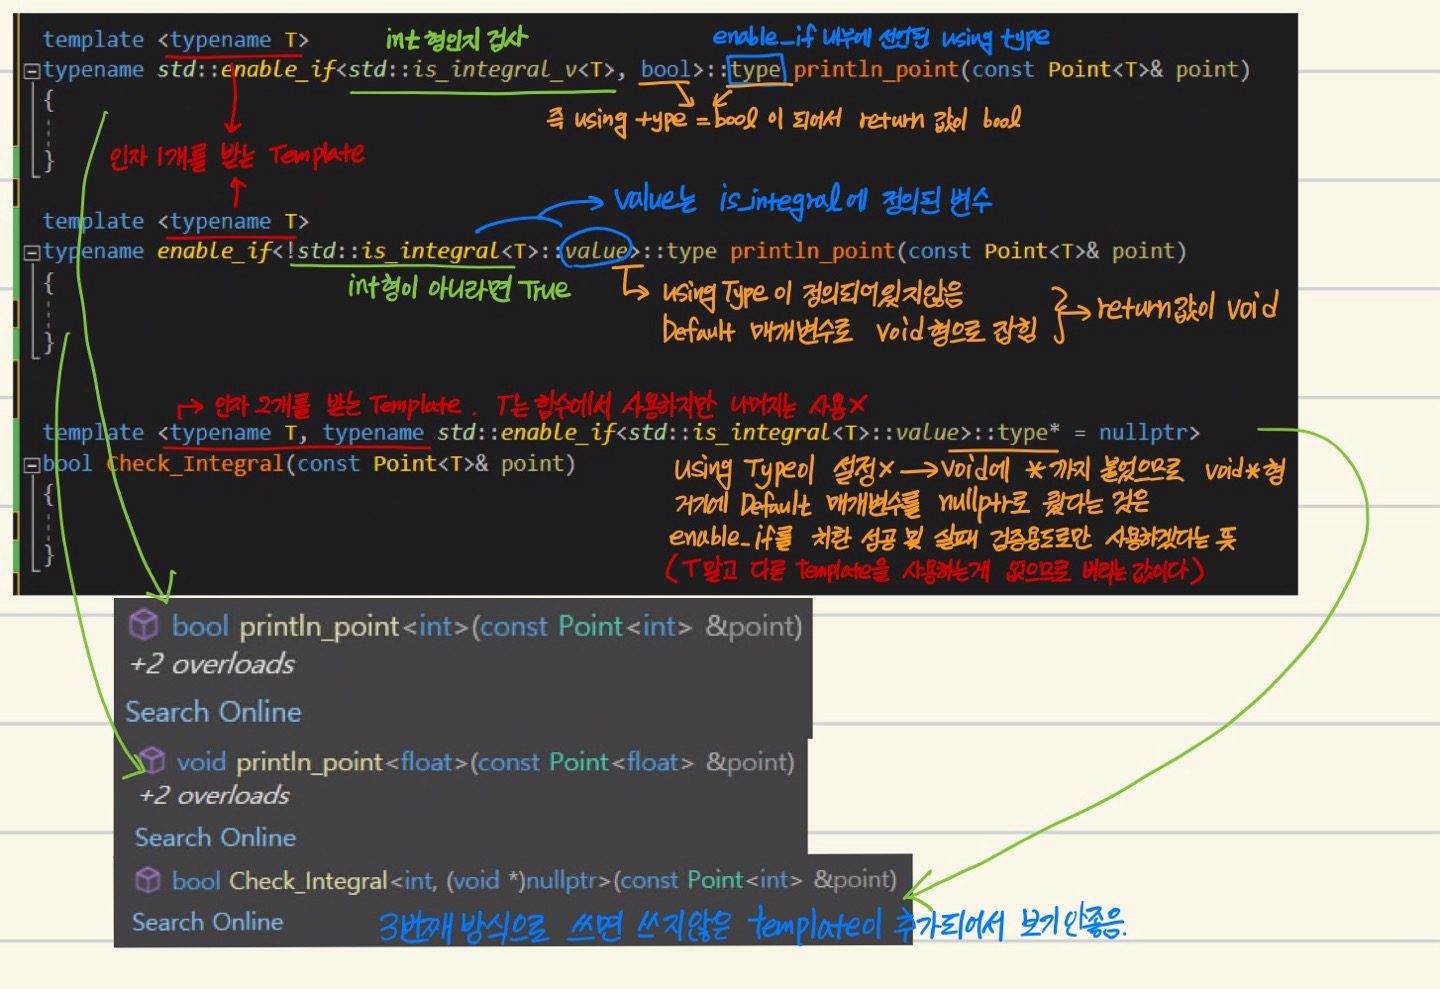 template <typename T>
int형인지 검사
enable_if 내부에 선언된 using type
typename std::enable_if<std::is_integral_v<T>, bool>::type println_point(const Point<T>& point)
{
즉 using type = bool 이 되어서 return 값이 bool
}
인자 1개를 받는 Template
value는 is_integral에 정의된 변수
template <typename T>
typename enable_if<!std::is_integral<T>::value>::type println_point(const Point<T>& point)
{
int형이 아니라면 True
using Type이 정의되어있지않음
Default 매개변수로 void형으로 잡힘
return값이 void
}
인자 2개를 받는 Template. T는 함수에서 사용하지만 나머지는 사용X
template <typename T, typename std::enable_if<std::is_integral<T>::value>::type* = nullptr>
bool Check_Integral(const Point<T>& point)
{
using Type이 설정X → void에 *까지 붙었으므로 void*형
거기에 Default 매개변수를 nullptr로 뒀다는 것은
enable_if를 치환 성공 및 실패 검증용도로만 사용하겠다는 뜻
}
(T말고 다른 template을 사용하는게 없으므로 버리는값이다)
bool println_point<int>(const Point<int> &point)
+2 overloads
Search Online
void println_point<float>(const Point<float> &point)
+2 overloads
Search Online
bool Check_Integral<int, (void *)nullptr>(const Point<int> &point)
Search Online
3번째 방식으로 쓰면 쓰지않은 template이 추가되어서 보기안좋음.